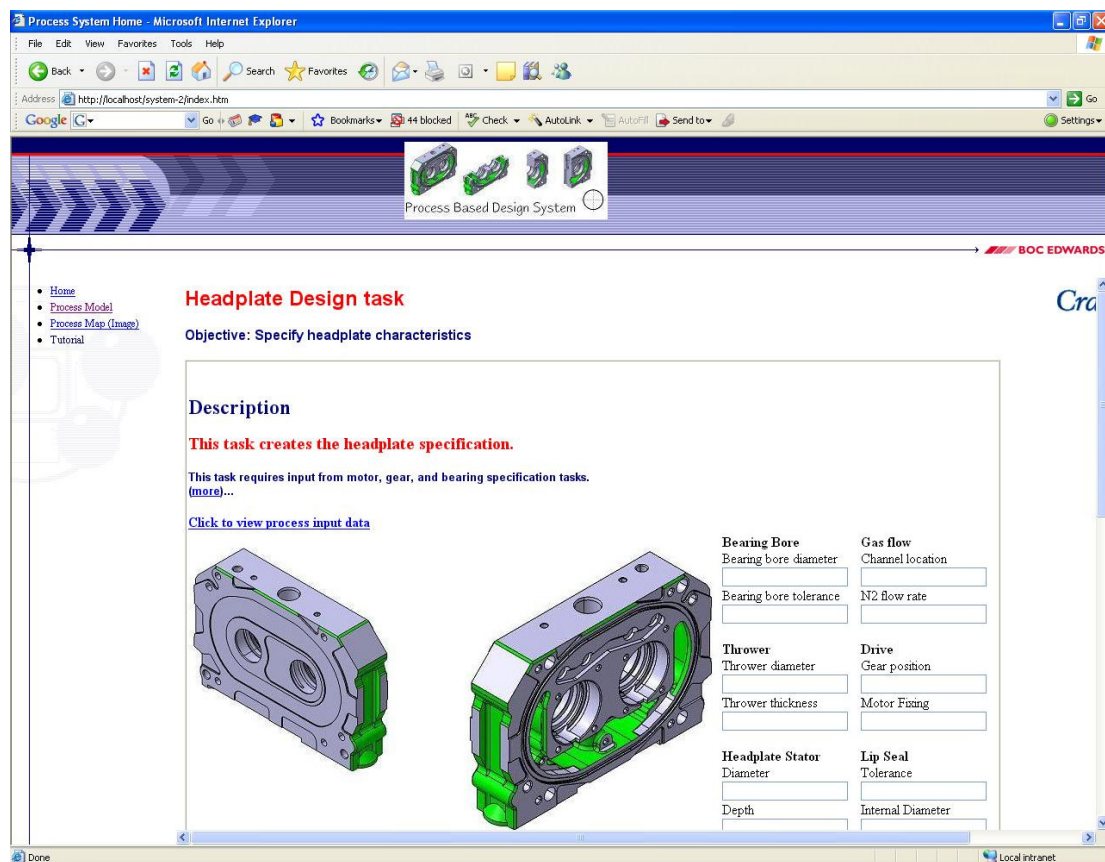 Process System Home - Microsoft Internet Explorer
File Edit View Favorites Tools Help
Back Search Favorites
Address http://localhost/system-2/index.htm Go
Google G Go Bookmarks 44 blocked ABC Check AutoLink AutoFill Send to Settings
Process Based Design System
BOC EDWARDS
Home
Process Model
Process Map (Image)
Tutorial
Headplate Design task
Objective: Specify headplate characteristics
Description
This task creates the headplate specification.
This task requires input from motor, gear, and bearing specification tasks.
(more)...
Click to view process input data
Bearing Bore Gas flow
Bearing bore diameter Channel location
Bearing bore tolerance N2 flow rate
Thrower Drive
Thrower diameter Gear position
Thrower thickness Motor Fixing
Headplate Stator Lip Seal
Diameter Tolerance
Depth Internal Diameter
Done Local intranet